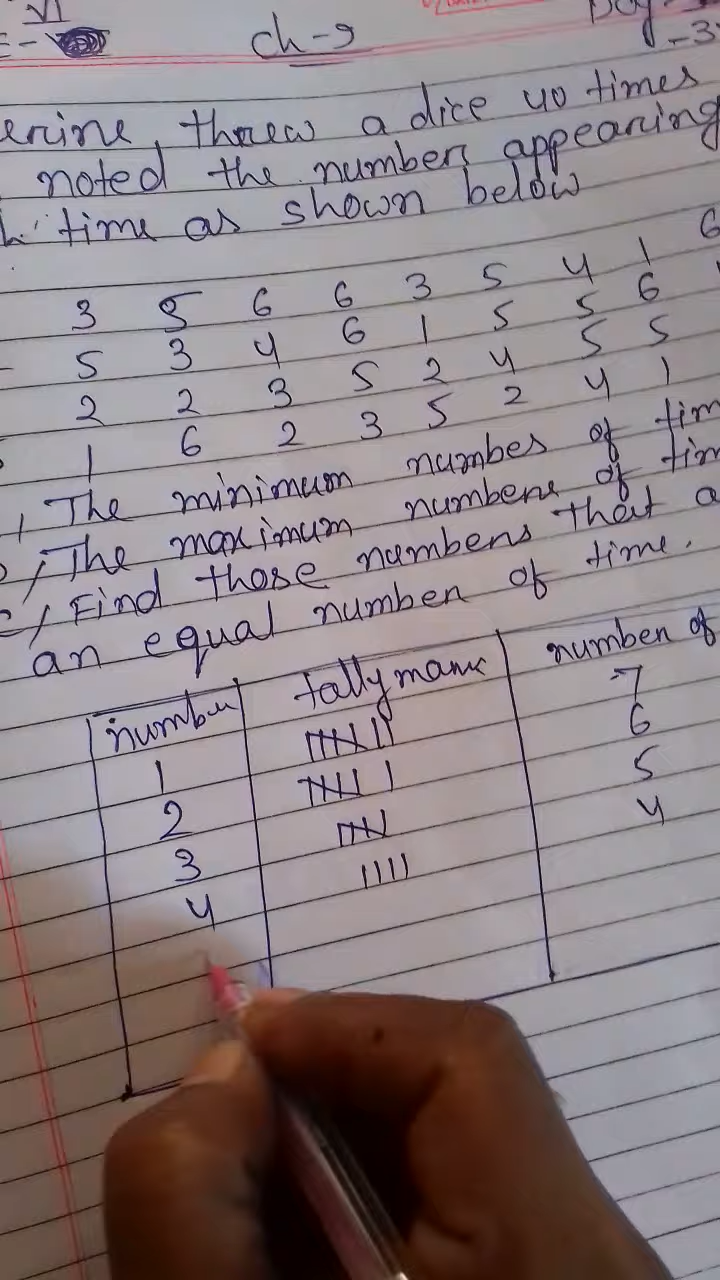 VI
ch-9
-3
erine, threw a dice 40 times
noted the number appearing
time as shown below
3 5 6 6 3 5 4 1 6
5 3 4 6 1 5 5 6
2 2 3 5 2 4 5 5
1 6 2 3 5 2 4 1
The minimum number of tim
The maximum numbers of tim
c/ Find those numbers that a
an equal number of time.
number tally mark number of
1 |||| || 7
2 |||| | 6
3 |||| 5
4 |||| 4